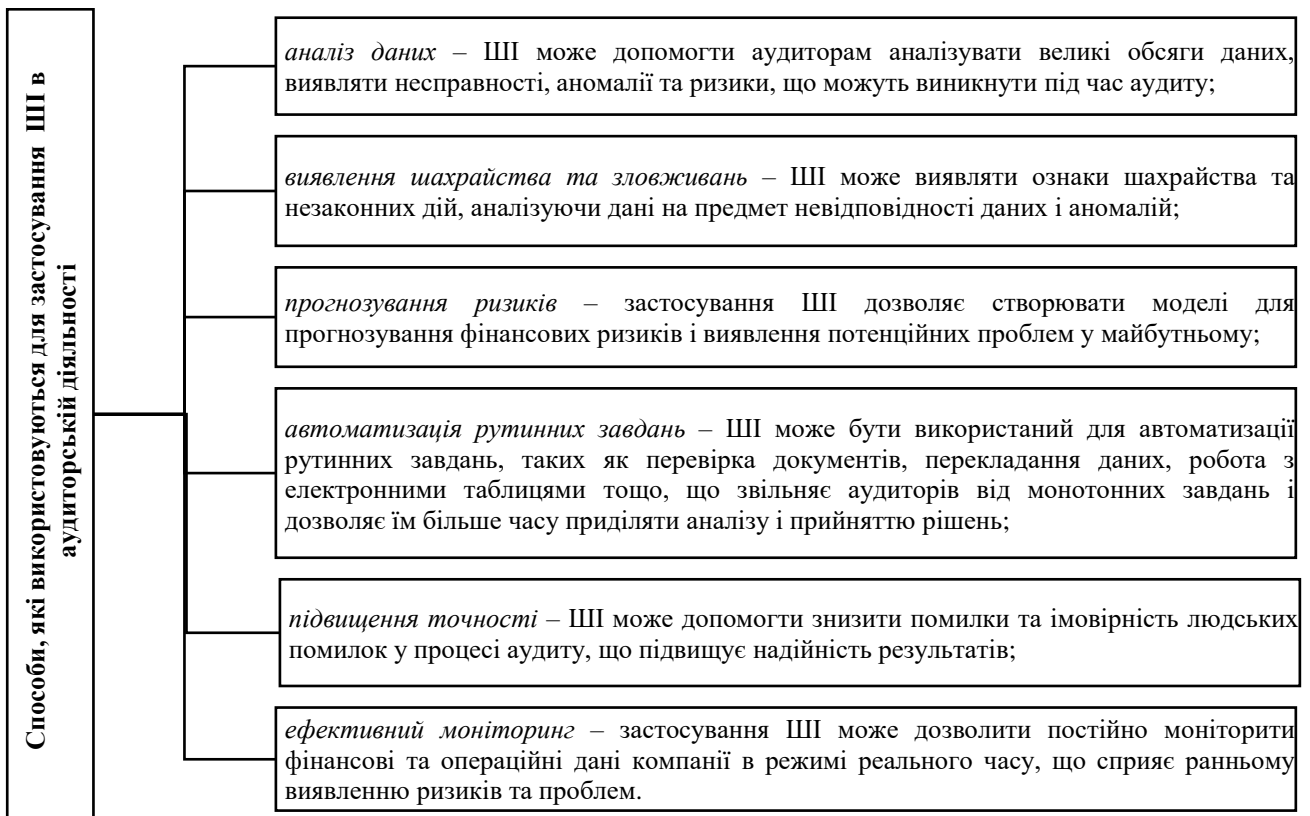 Способи, які використовуються для застосування ШІ в
аудиторській діяльності
аналіз даних – ШІ може допомогти аудиторам аналізувати великі обсяги даних,
виявляти несправності, аномалії та ризики, що можуть виникнути під час аудиту;
виявлення шахрайства та зловживань – ШІ може виявляти ознаки шахрайства та
незаконних дій, аналізуючи дані на предмет невідповідності даних і аномалій;
прогнозування ризиків – застосування ШІ дозволяє створювати моделі для
прогнозування фінансових ризиків і виявлення потенційних проблем у майбутньому;
автоматизація рутинних завдань – ШІ може бути використаний для автоматизації
рутинних завдань, таких як перевірка документів, перекладання даних, робота з
електронними таблицями тощо, що звільняє аудиторів від монотонних завдань і
дозволяє їм більше часу приділяти аналізу і прийняттю рішень;
підвищення точності – ШІ може допомогти знизити помилки та імовірність людських
помилок у процесі аудиту, що підвищує надійність результатів;
ефективний моніторинг – застосування ШІ може дозволити постійно моніторити
фінансові та операційні дані компанії в режимі реального часу, що сприяє ранньому
виявленню ризиків та проблем.